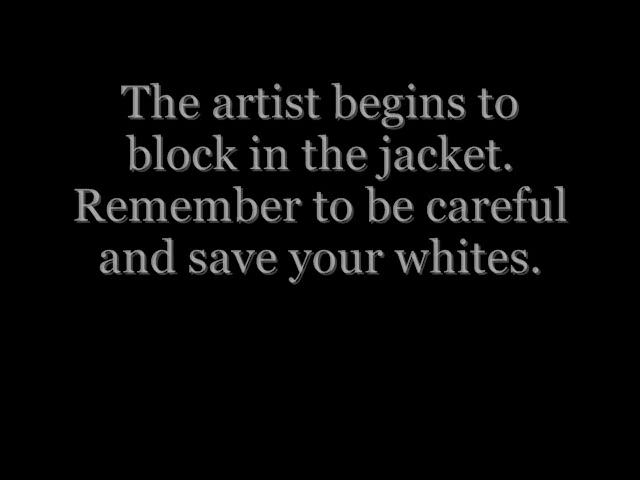 The artist begins to
block in the jacket.
Remember to be careful
and save your whites.